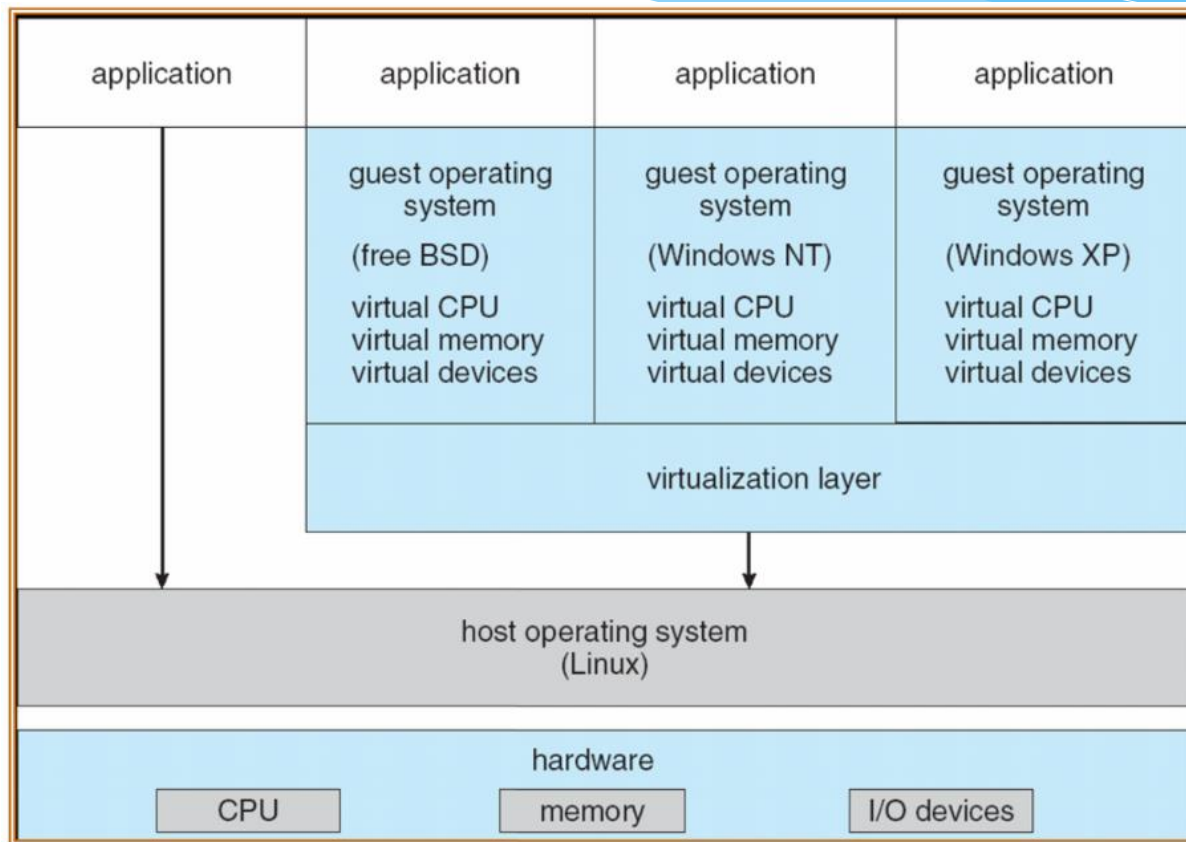 application
application
application
application
guest operating
system
(free BSD)
virtual CPU
virtual memory
virtual devices
guest operating
system
(Windows NT)
virtual CPU
virtual memory
virtual devices
guest operating
system
(Windows XP)
virtual CPU
virtual memory
virtual devices
virtualization layer
host operating system
(Linux)
hardware
CPU
memory
I/O devices